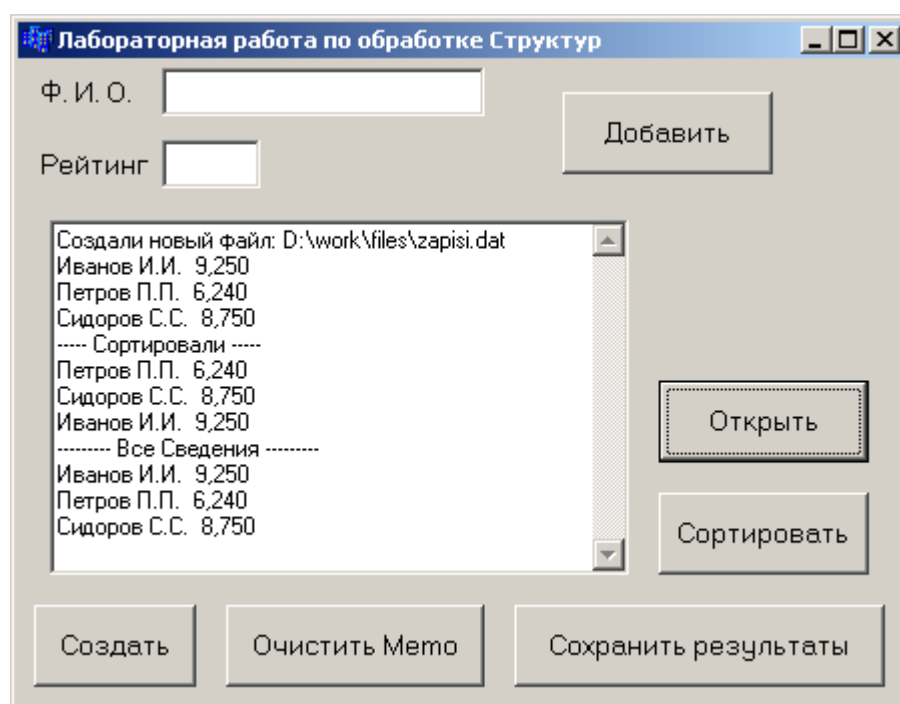 Лабораторная работа по обработке Структур
Ф. И. О.
Добавить
Рейтинг
Создали новый файл: D:\work\files\zapisi.dat
Иванов И.И.  9,250
Петров П.П.  6,240
Сидоров С.С.  8,750
----- Сортировали -----
Петров П.П.  6,240
Сидоров С.С.  8,750
Иванов И.И.  9,250
--------- Все Сведения ---------
Иванов И.И.  9,250
Петров П.П.  6,240
Сидоров С.С.  8,750
Открыть
Сортировать
Создать
Очистить Memo
Сохранить результаты